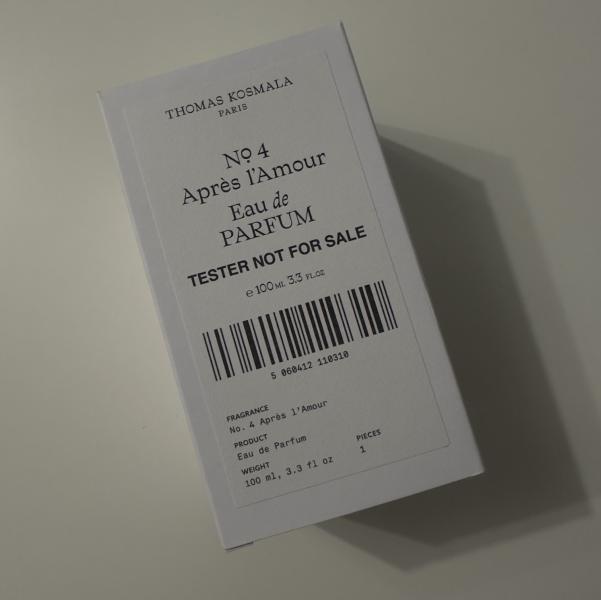 THOMAS KOSMALA
PARIS
No 4
Après l'Amour
Eau de
PARFUM
TESTER NOT FOR SALE
℮ 100 ML 3.3 FL.OZ
5 060412 110310
FRAGRANCE
No. 4 Après l'Amour
PRODUCT
Eau de Parfum
WEIGHT PIECES
100 ml, 3.3 fl oz 1